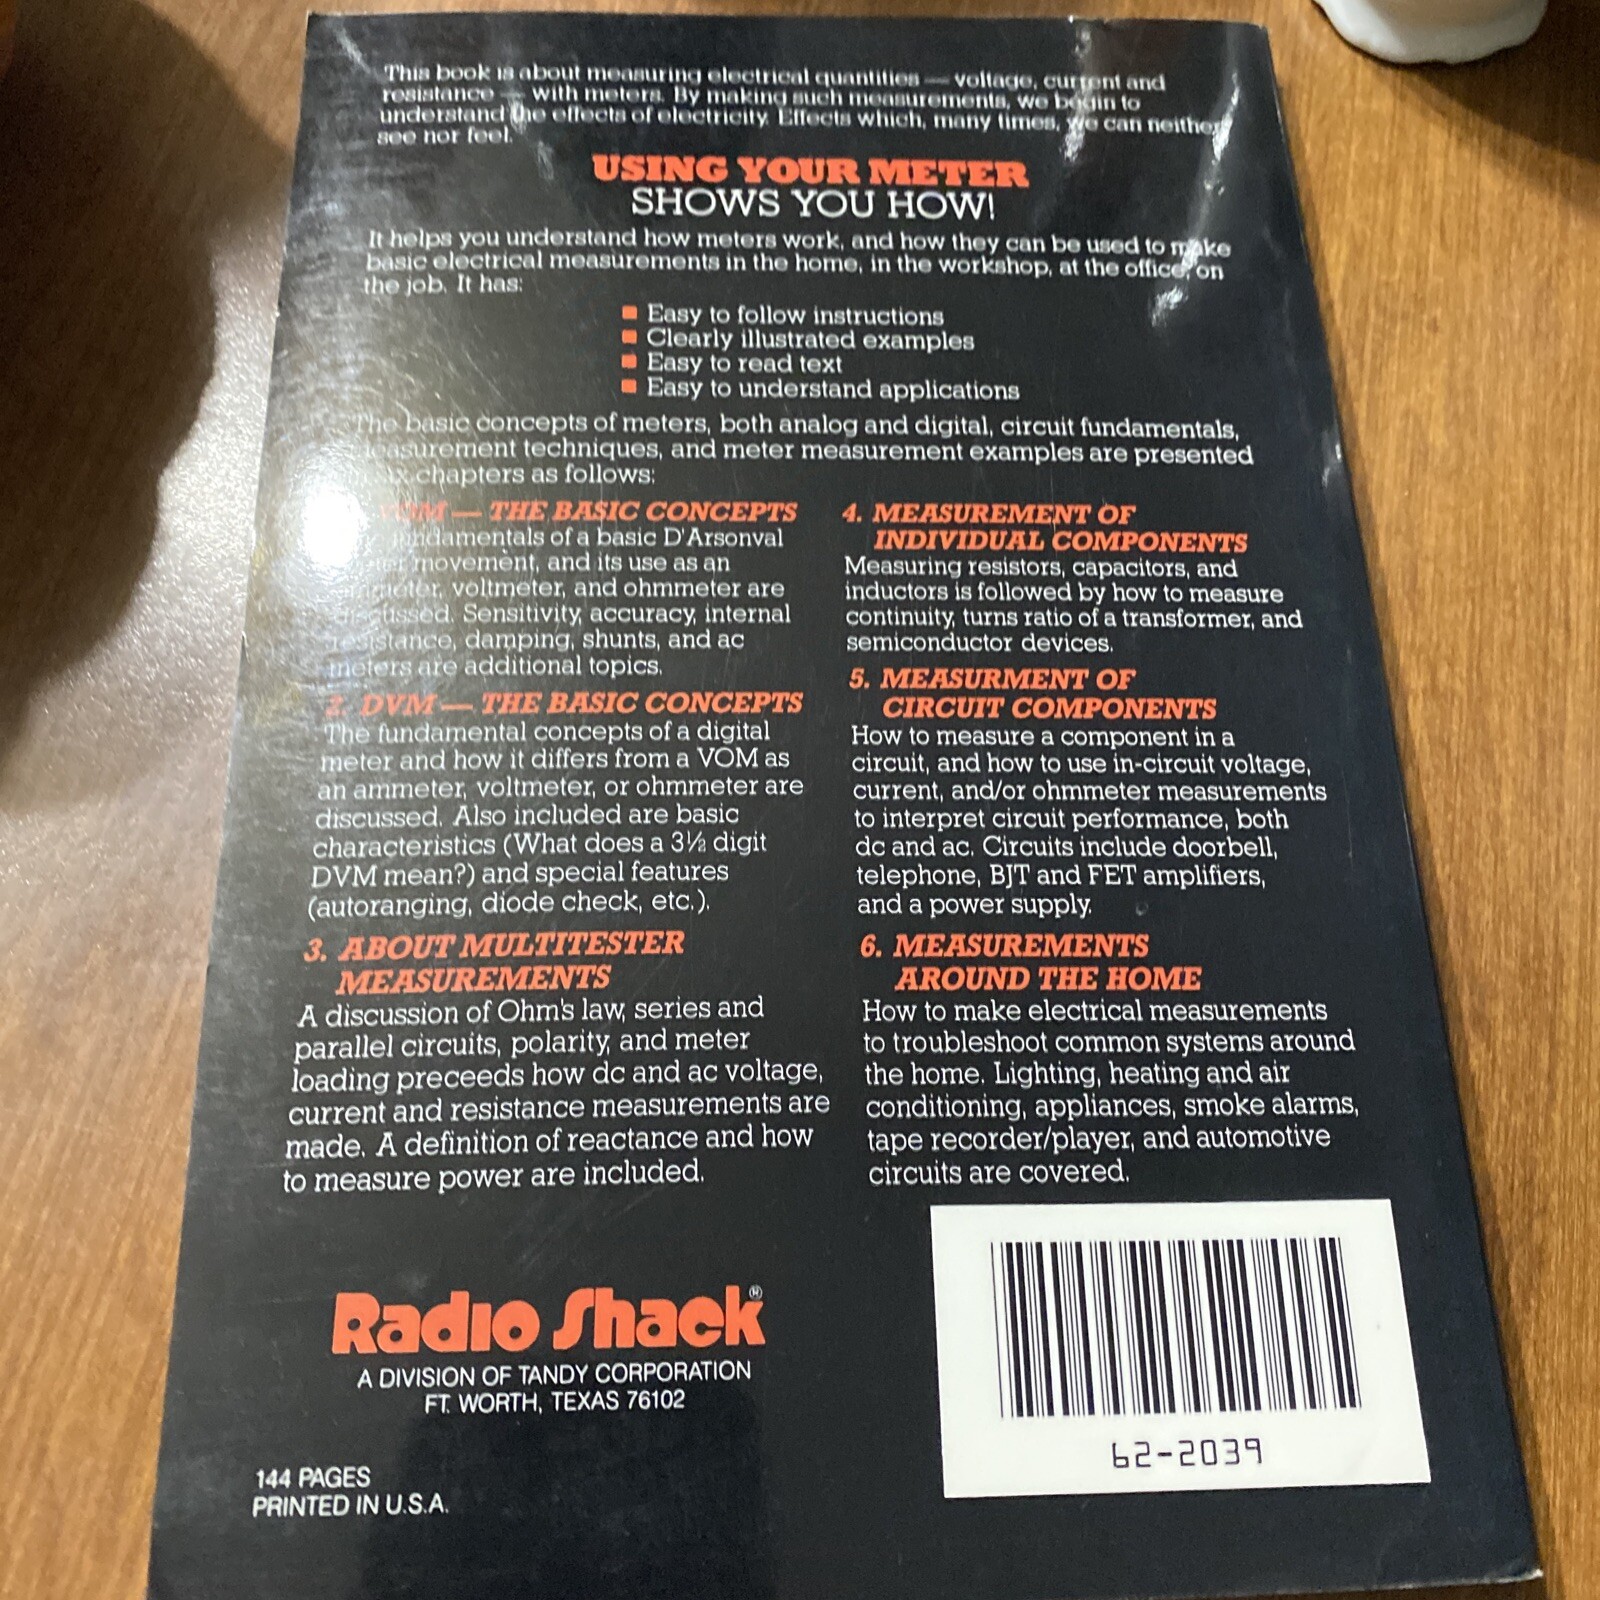 This book is about measuring electrical quantities — voltage, current and
resistance — with meters. By making such measurements, we begin to
understand the effects of electricity. Effects which, many times, we can neither
see nor feel.
USING YOUR METER
SHOWS YOU HOW!
It helps you understand how meters work, and how they can be used to make
basic electrical measurements in the home, in the workshop, at the office, on
the job. It has:
Easy to follow instructions
Clearly illustrated examples
Easy to read text
Easy to understand applications
The basic concepts of meters, both analog and digital, circuit fundamentals,
measurement techniques, and meter measurement examples are presented
chapters as follows:
VOM — THE BASIC CONCEPTS
fundamentals of a basic D'Arsonval
movement, and its use as an
ammeter, voltmeter, and ohmmeter are
discussed. Sensitivity, accuracy, internal
resistance, damping, shunts, and ac
meters are additional topics.
2. DVM — THE BASIC CONCEPTS
The fundamental concepts of a digital
meter and how it differs from a VOM as
an ammeter, voltmeter, or ohmmeter are
discussed. Also included are basic
characteristics (What does a 3½ digit
DVM mean?) and special features
(autoranging, diode check, etc.).
3. ABOUT MULTITESTER
MEASUREMENTS
A discussion of Ohm's law, series and
parallel circuits, polarity, and meter
loading preceeds how dc and ac voltage,
current and resistance measurements are
made. A definition of reactance and how
to measure power are included.
4. MEASUREMENT OF
INDIVIDUAL COMPONENTS
Measuring resistors, capacitors, and
inductors is followed by how to measure
continuity, turns ratio of a transformer, and
semiconductor devices.
5. MEASURMENT OF
CIRCUIT COMPONENTS
How to measure a component in a
circuit, and how to use in-circuit voltage,
current, and/or ohmmeter measurements
to interpret circuit performance, both
dc and ac. Circuits include doorbell,
telephone, BJT and FET amplifiers,
and a power supply.
6. MEASUREMENTS
AROUND THE HOME
How to make electrical measurements
to troubleshoot common systems around
the home. Lighting, heating and air
conditioning, appliances, smoke alarms,
tape recorder/player, and automotive
circuits are covered.
Radio Shack®
A DIVISION OF TANDY CORPORATION
FT. WORTH, TEXAS 76102
62-2039
144 PAGES
PRINTED IN U.S.A.